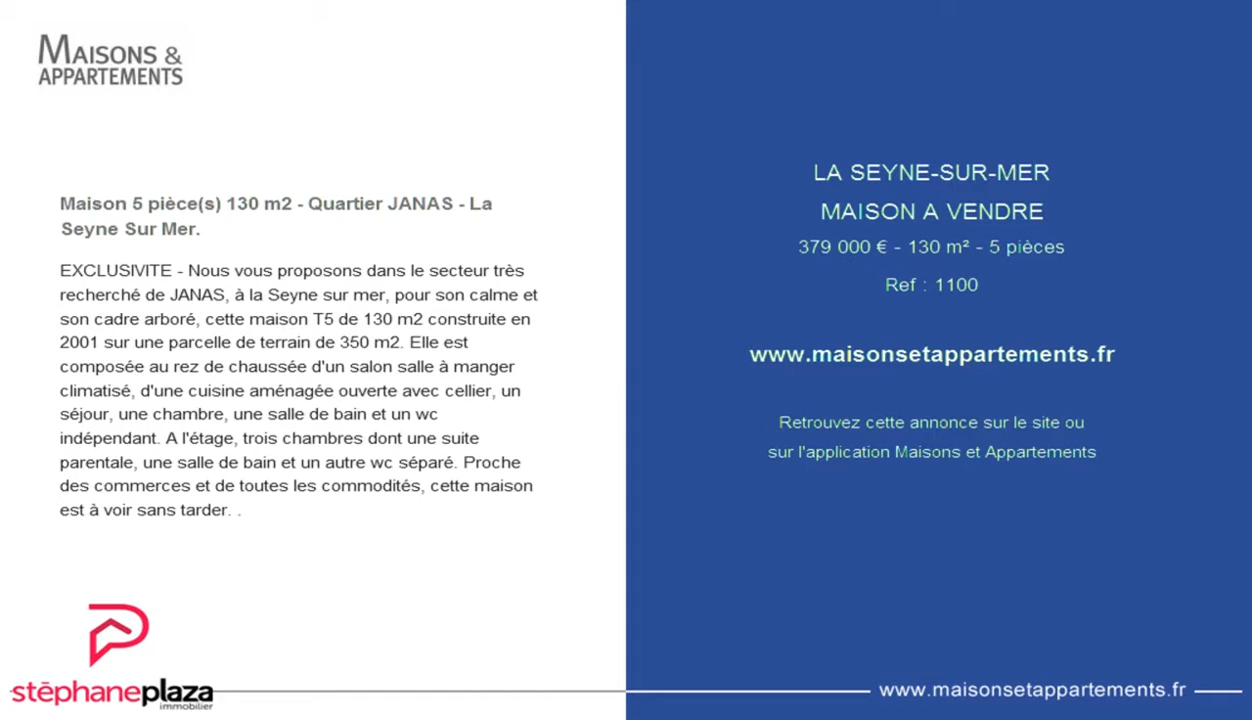 MAISONS &
APPARTEMENTS
Maison 5 pièce(s) 130 m2 - Quartier JANAS - La
Seyne Sur Mer.
EXCLUSIVITE - Nous vous proposons dans le secteur très
recherché de JANAS, à la Seyne sur mer, pour son calme et
son cadre arboré, cette maison T5 de 130 m2 construite en
2001 sur une parcelle de terrain de 350 m2. Elle est
composée au rez de chaussée d'un salon salle à manger
climatisé, d'une cuisine aménagée ouverte avec cellier, un
séjour, une chambre, une salle de bain et un wc
indépendant. A l'étage, trois chambres dont une suite
parentale, une salle de bain et un autre wc séparé. Proche
des commerces et de toutes les commodités, cette maison
est à voir sans tarder. .
stéphaneplaza
immobilier
LA SEYNE-SUR-MER
MAISON A VENDRE
379 000 € - 130 m² - 5 pièces
Ref : 1100
www.maisonsetappartements.fr
Retrouvez cette annonce sur le site ou
sur l'application Maisons et Appartements
www.maisonsetappartements.fr